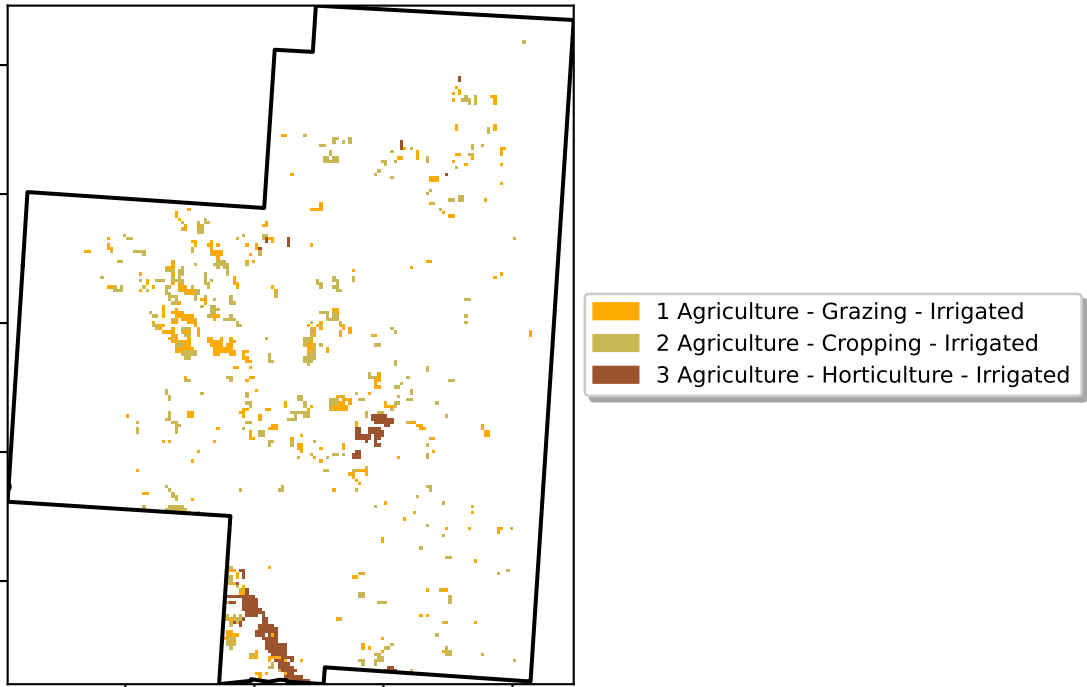 1 Agriculture - Grazing - Irrigated
2 Agriculture - Cropping - Irrigated
3 Agriculture - Horticulture - Irrigated